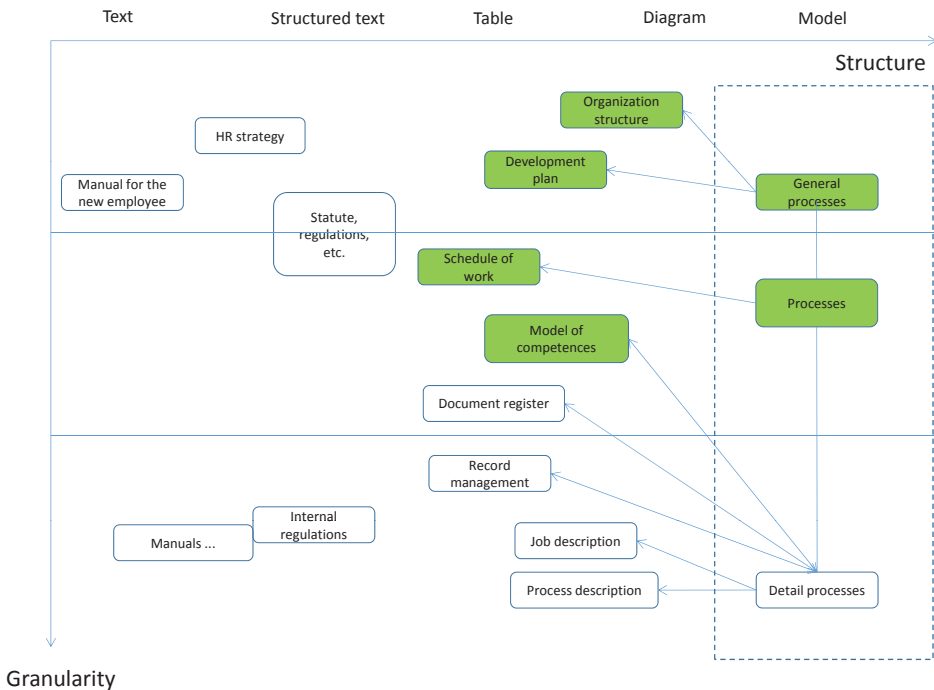 Text
Structured text
Table
Diagram
Model
Structure
Organization
structure
HR strategy
Development
plan
Manual for the
new employee
General
processes
Statute,
regulations,
etc.
Schedule of
work
Processes
Model of
competences
Document register
Record
management
Internal
regulations
Manuals ...
Job description
Process description
Detail processes
Granularity